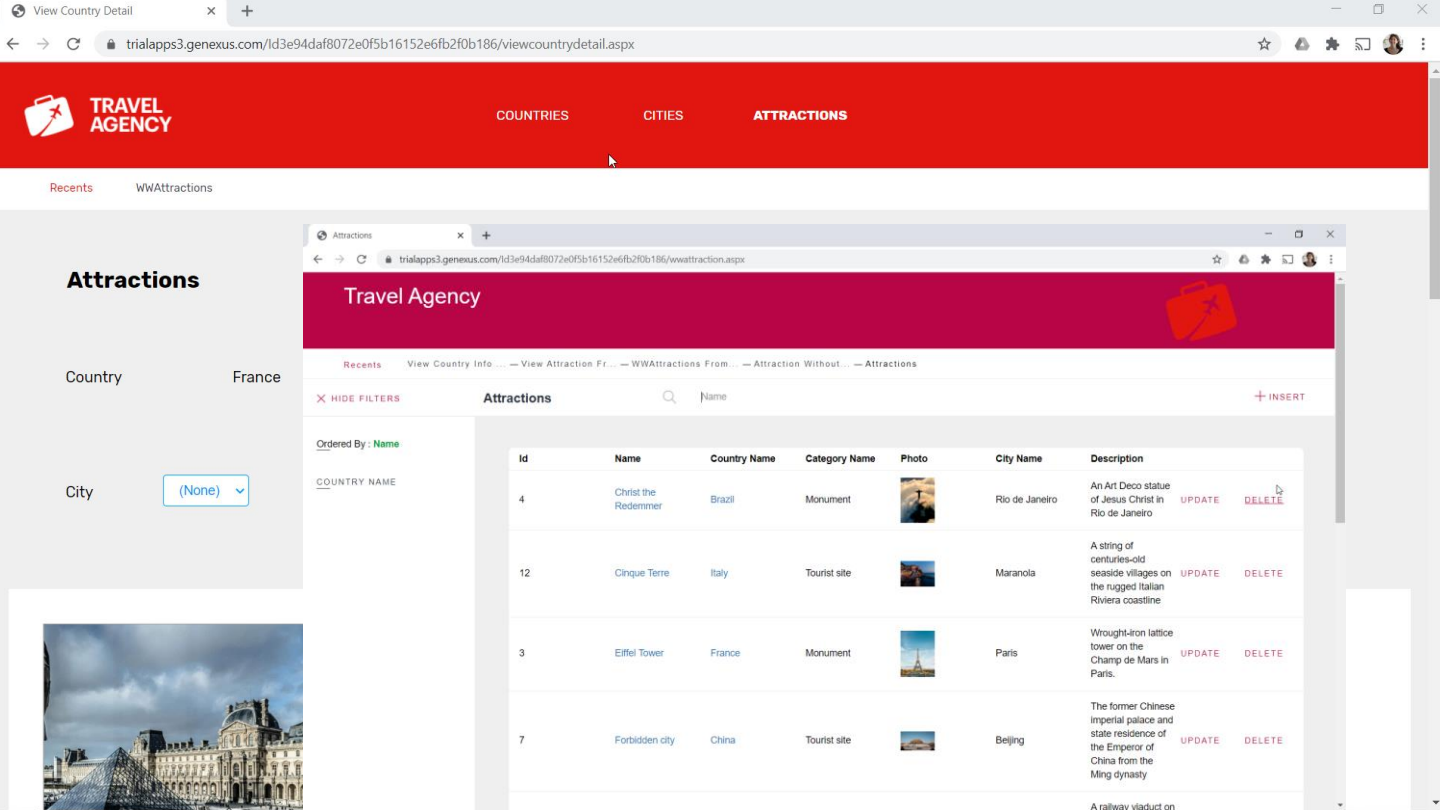 View Country Detail
trialapps3.genexus.com/Id3e94daf8072e0f5b16152e6fb2f0b186/viewcountrydetail.aspx
TRAVEL
AGENCY
COUNTRIES
CITIES
ATTRACTIONS
Recents
WWAttractions
Attractions
Country
France
City
(None)
Attractions
trialapps3.genexus.com/Id3e94daf8072e0f5b16152e6fb2f0b186/wwattraction.aspx
Travel Agency
Recents View Country Info ... — View Attraction Fr... — WWAttractions From... — Attraction Without... — Attractions
HIDE FILTERS
Attractions
Name
INSERT
Ordered By : Name
COUNTRY NAME
Id Name Country Name Category Name Photo City Name Description
4
Christ the
Redemmer
Brazil
Monument
Rio de Janeiro
An Art Deco statue
of Jesus Christ in
Rio de Janeiro
UPDATE
DELETE
12
Cinque Terre
Italy
Tourist site
Maranola
A string of
centuries-old
seaside villages on
the rugged Italian
Riviera coastline
UPDATE
DELETE
3
Eiffel Tower
France
Monument
Paris
Wrought-iron lattice
tower on the
Champ de Mars in
Paris.
UPDATE
DELETE
7
Forbidden city
China
Tourist site
Beijing
The former Chinese
imperial palace and
state residence of
the Emperor of
China from the
Ming dynasty
UPDATE
DELETE
A railway viaduct on